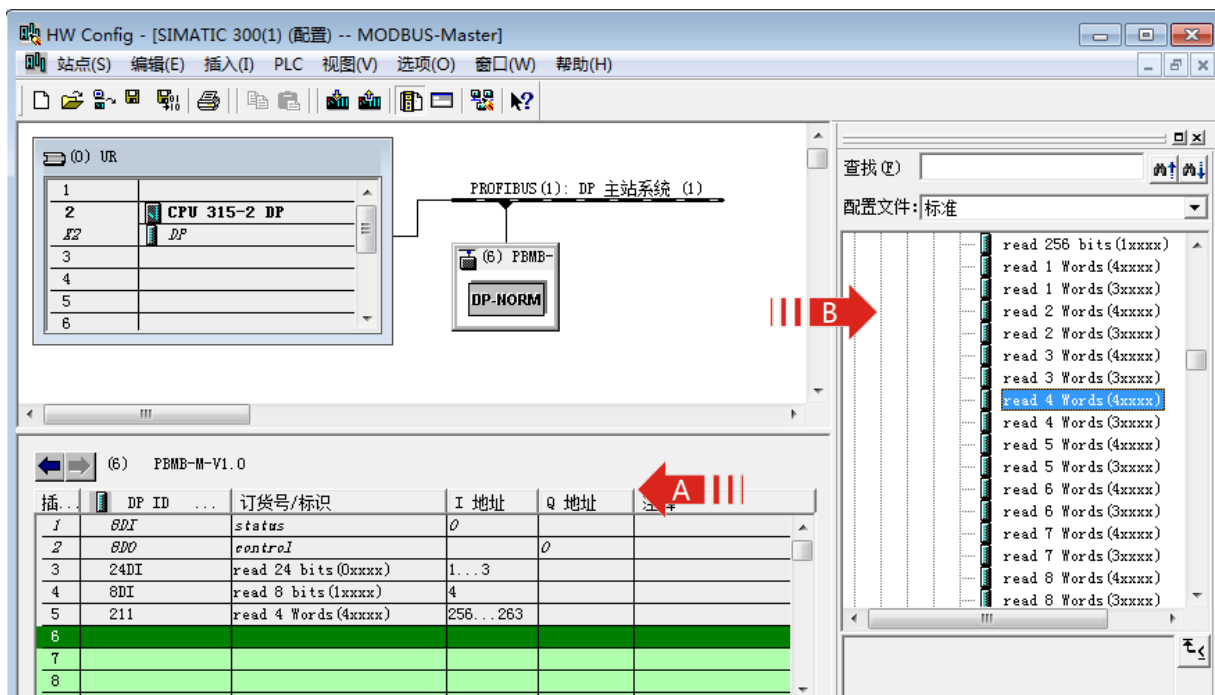 HW Config - [SIMATIC 300(1) (配置) -- MODBUS-Master]
站点(S) 编辑(E) 插入(I) PLC 视图(V) 选项(O) 窗口(W) 帮助(H)
(0) UR
1
2 CPU 315-2 DP
X2 DP
3
4
5
6
PROFIBUS(1): DP 主站系统 (1)
(6) PBMB-
DP-NORM
B
查找(F)
配置文件: 标准
read 256 bits(1xxxx)
read 1 Words(4xxxx)
read 1 Words(3xxxx)
read 2 Words(4xxxx)
read 2 Words(3xxxx)
read 3 Words(4xxxx)
read 3 Words(3xxxx)
read 4 Words(4xxxx)
read 4 Words(3xxxx)
read 5 Words(4xxxx)
read 5 Words(3xxxx)
read 6 Words(4xxxx)
read 6 Words(3xxxx)
read 7 Words(4xxxx)
read 7 Words(3xxxx)
read 8 Words(4xxxx)
read 8 Words(3xxxx)
(6) PBMB-M-V1.0
A
插... DP ID ... 订货号/标识 I 地址 Q 地址
1 8DI status 0
2 8DO control 0
3 24DI read 24 bits(0xxxx) 1...3
4 8DI read 8 bits(1xxxx) 4
5 211 read 4 Words(4xxxx) 256...263
6
7
8